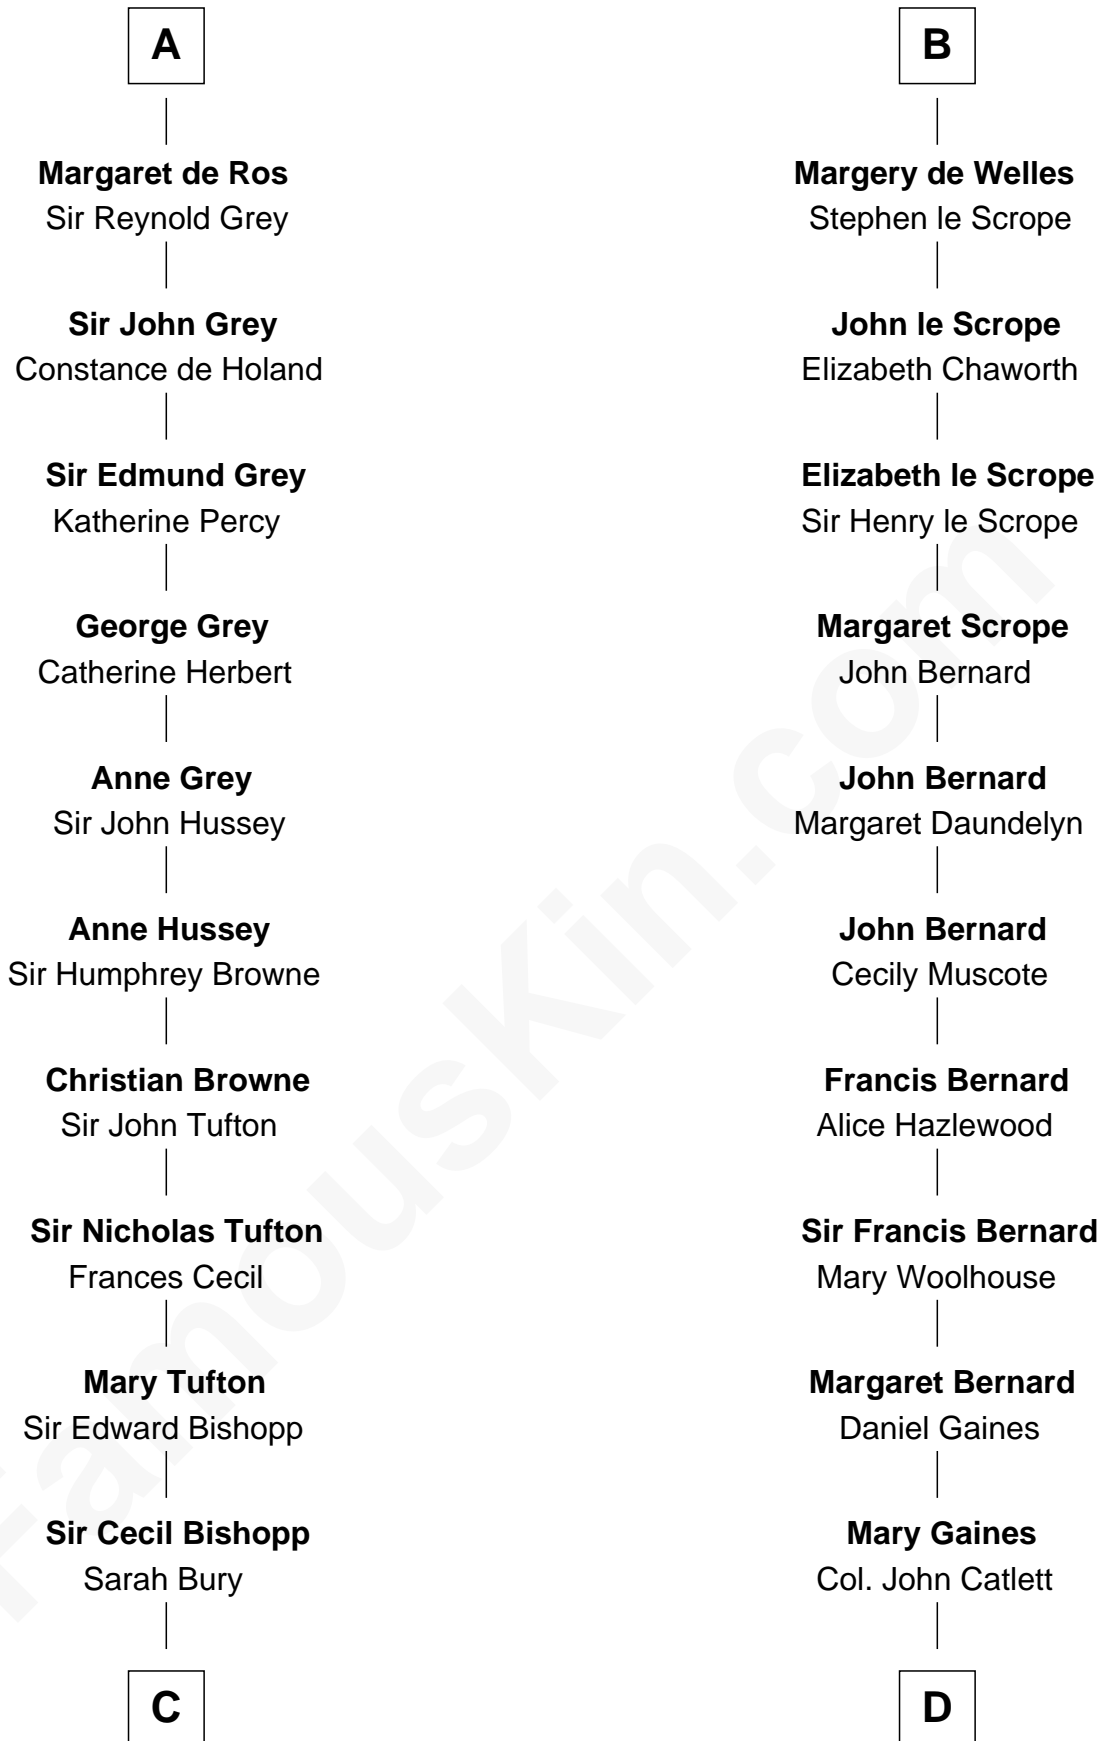 A
Margaret de Ros
Sir Reynold Grey
Sir John Grey
Constance de Holand
Sir Edmund Grey
Katherine Percy
George Grey
Catherine Herbert
Anne Grey
Sir John Hussey
Anne Hussey
Sir Humphrey Browne
Christian Browne
Sir John Tufton
Sir Nicholas Tufton
Frances Cecil
Mary Tufton
Sir Edward Bishopp
Sir Cecil Bishopp
Sarah Bury
C
B
Margery de Welles
Stephen le Scrope
John le Scrope
Elizabeth Chaworth
Elizabeth le Scrope
Sir Henry le Scrope
Margaret Scrope
John Bernard
John Bernard
Margaret Daundelyn
John Bernard
Cecily Muscote
Francis Bernard
Alice Hazlewood
Sir Francis Bernard
Mary Woolhouse
Margaret Bernard
Daniel Gaines
Mary Gaines
Col. John Catlett
D
FamousKin.com